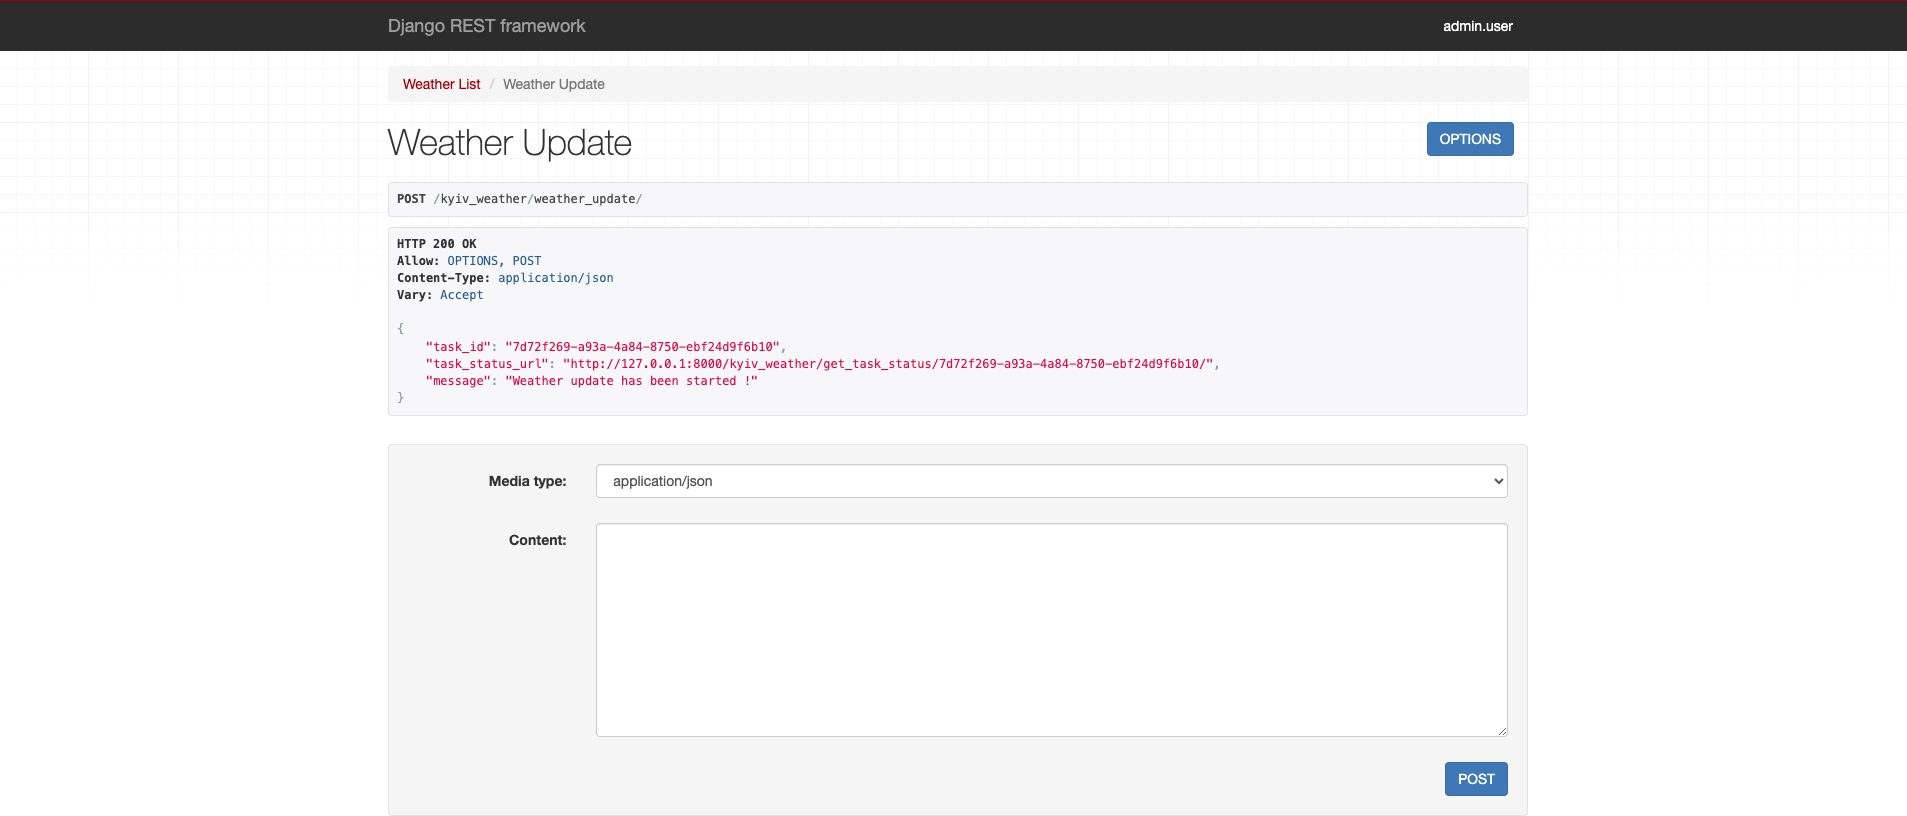 Django REST framework
admin.user
Weather List / Weather Update
Weather Update
OPTIONS
POST /kyiv_weather/weather_update/
HTTP 200 OK
Allow: OPTIONS, POST
Content-Type: application/json
Vary: Accept
{
"task_id": "7d72f269-a93a-4a84-8750-ebf24d9f6b10",
"task_status_url": "http://127.0.0.1:8000/kyiv_weather/get_task_status/7d72f269-a93a-4a84-8750-ebf24d9f6b10/",
"message": "Weather update has been started !"
}
Media type:
application/json
Content:
POST